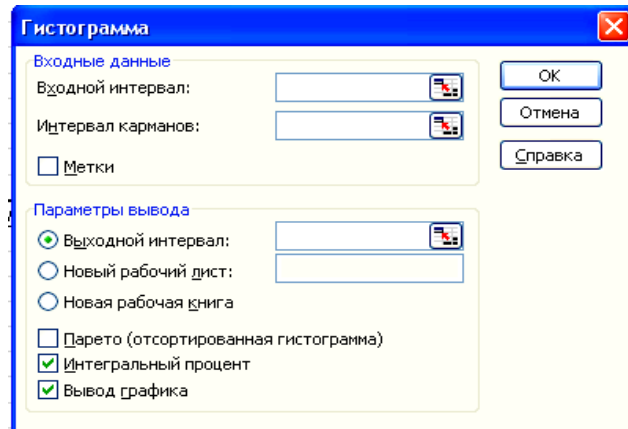 Гистограмма
Входные данные
Входной интервал:
Интервал карманов:
Метки
OK
Отмена
Справка
Параметры вывода
Выходной интервал:
Новый рабочий лист:
Новая рабочая книга
Парето (отсортированная гистограмма)
Интегральный процент
Вывод графика